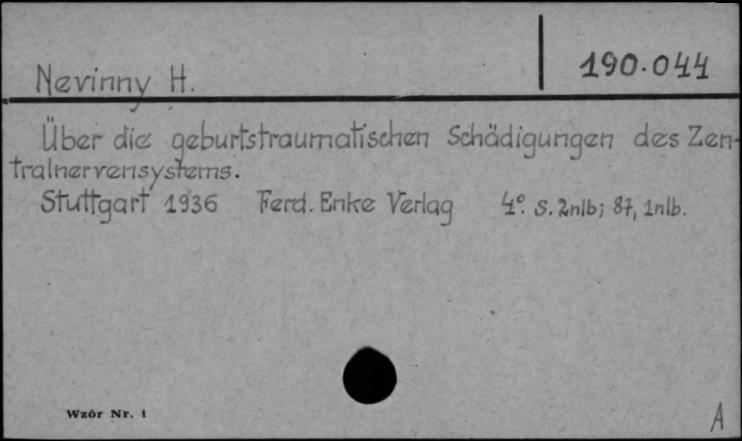 Nevinny H.
190.044
Über die geburtstraumatischen Schädigungen des Zen-
tralnervensystems.
Stuttgart 1936 Ferd. Enke Verlag 4°. S. 2nlb; 87, 1nlb.
Wzór Nr. 1
A